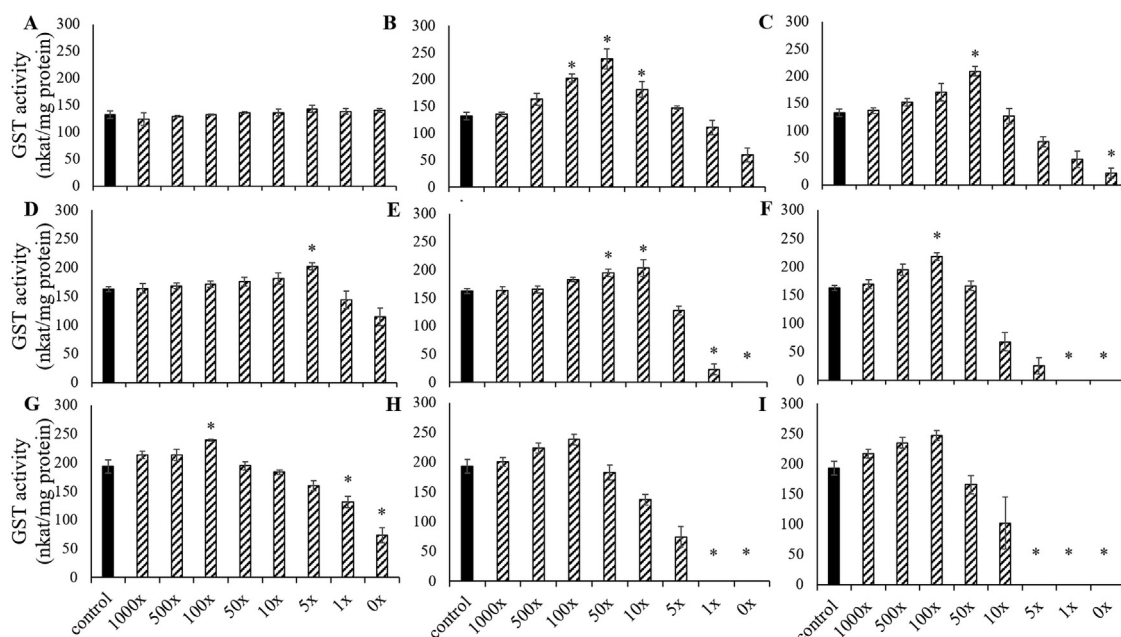 A B C
GST activity
(nkat/mg protein)
300 300 300
250 250 250
200 200 200
150 150 150
100 100 100
50 50 50
0 0 0
* * * * *
D E F
GST activity
(nkat/mg protein)
300 300 300
250 250 250
200 200 200
150 150 150
100 100 100
50 50 50
0 0 0
* * * * * * * *
G H I
GST activity
(nkat/mg protein)
300 300 300
250 250 250
200 200 200
150 150 150
100 100 100
50 50 50
0 0 0
* * * * * * * *
control 1000x 500x 100x 50x 10x 5x 1x 0x
control 1000x 500x 100x 50x 10x 5x 1x 0x
control 1000x 500x 100x 50x 10x 5x 1x 0x